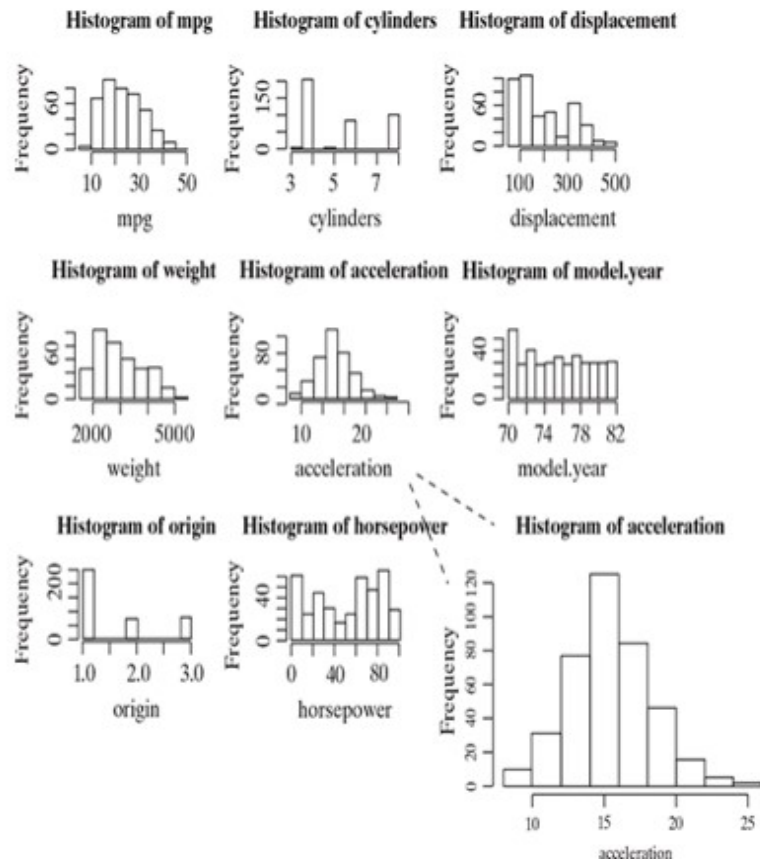 Histogram of mpg
Frequency
0
60
10 30 50
mpg
Histogram of cylinders
Frequency
0
150
3 5 7
cylinders
Histogram of displacement
Frequency
0
60
100 300 500
displacement
Histogram of weight
Frequency
0
60
2000 5000
weight
Histogram of acceleration
Frequency
0
80
10 20
acceleration
Histogram of model.year
Frequency
0
40
70 74 78 82
model.year
Histogram of origin
Frequency
0
200
1.0 2.0 3.0
origin
Histogram of horsepower
Frequency
0
40
0 40 80
horsepower
Histogram of acceleration
Frequency
0 20 40 60 80 100 120
10 15 20 25
acceleration